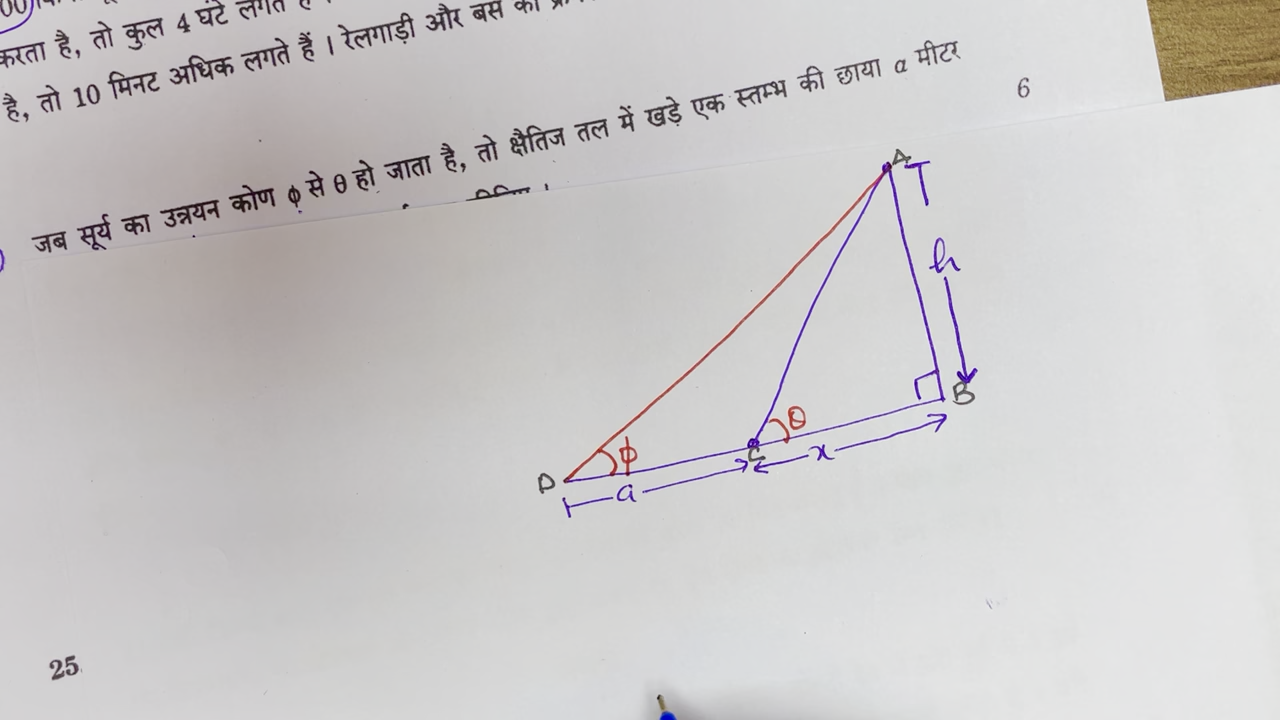 करता है, तो कुल 4 घंटे लगते
है, तो 10 मिनट अधिक लगते हैं । रेलगाड़ी और बस की
6
जब सूर्य का उन्नयन कोण ϕ से θ हो जाता है, तो क्षैतिज तल में खड़े एक स्तम्भ की छाया a मीटर
A T
h
B
θ
C
x
ϕ
D
a
25